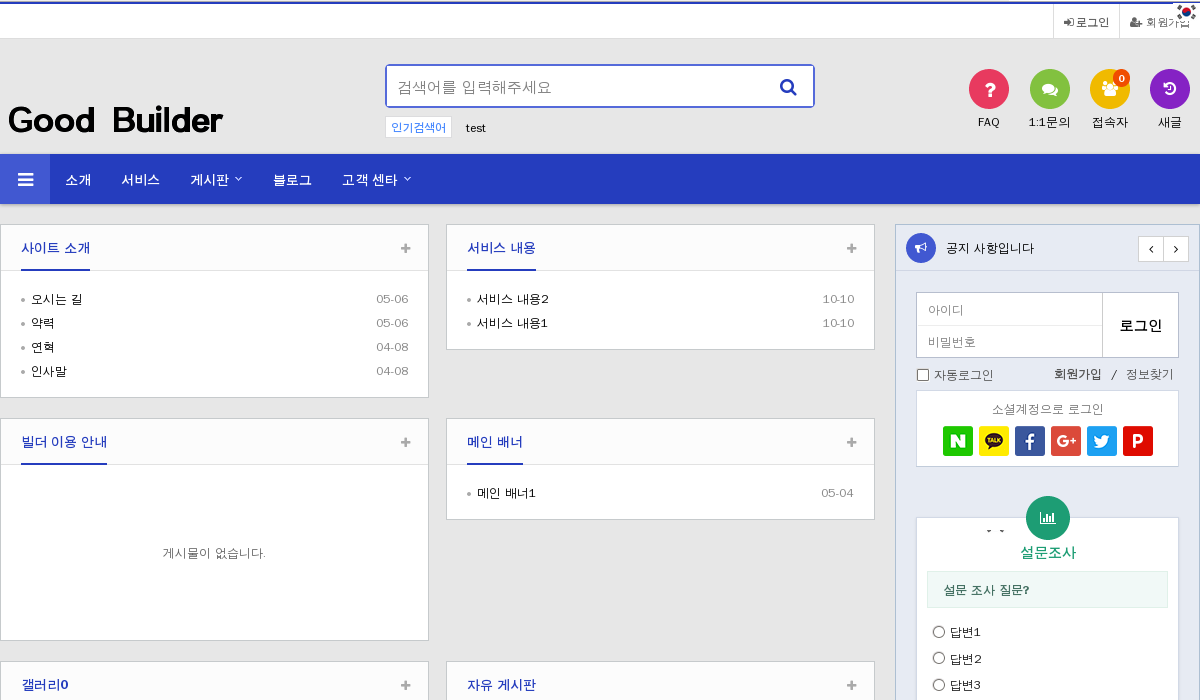 로그인
회원가입
Good Builder
검색어를 입력해주세요
인기검색어 test
FAQ
1:1문의
0
접속자
새글
소개 서비스 게시판 블로그 고객 센타
사이트 소개
오시는 길 05-06
약력 05-06
연혁 04-08
인사말 04-08
서비스 내용
서비스 내용2 10-10
서비스 내용1 10-10
공지 사항입니다
아이디
비밀번호
로그인
자동로그인 회원가입 / 정보찾기
소셜계정으로 로그인
N TALK f G+ P
빌더 이용 안내
게시물이 없습니다.
메인 배너
메인 배너1 05-04
설문조사
설문 조사 질문?
답변1
답변2
답변3
갤러리0
자유 게시판